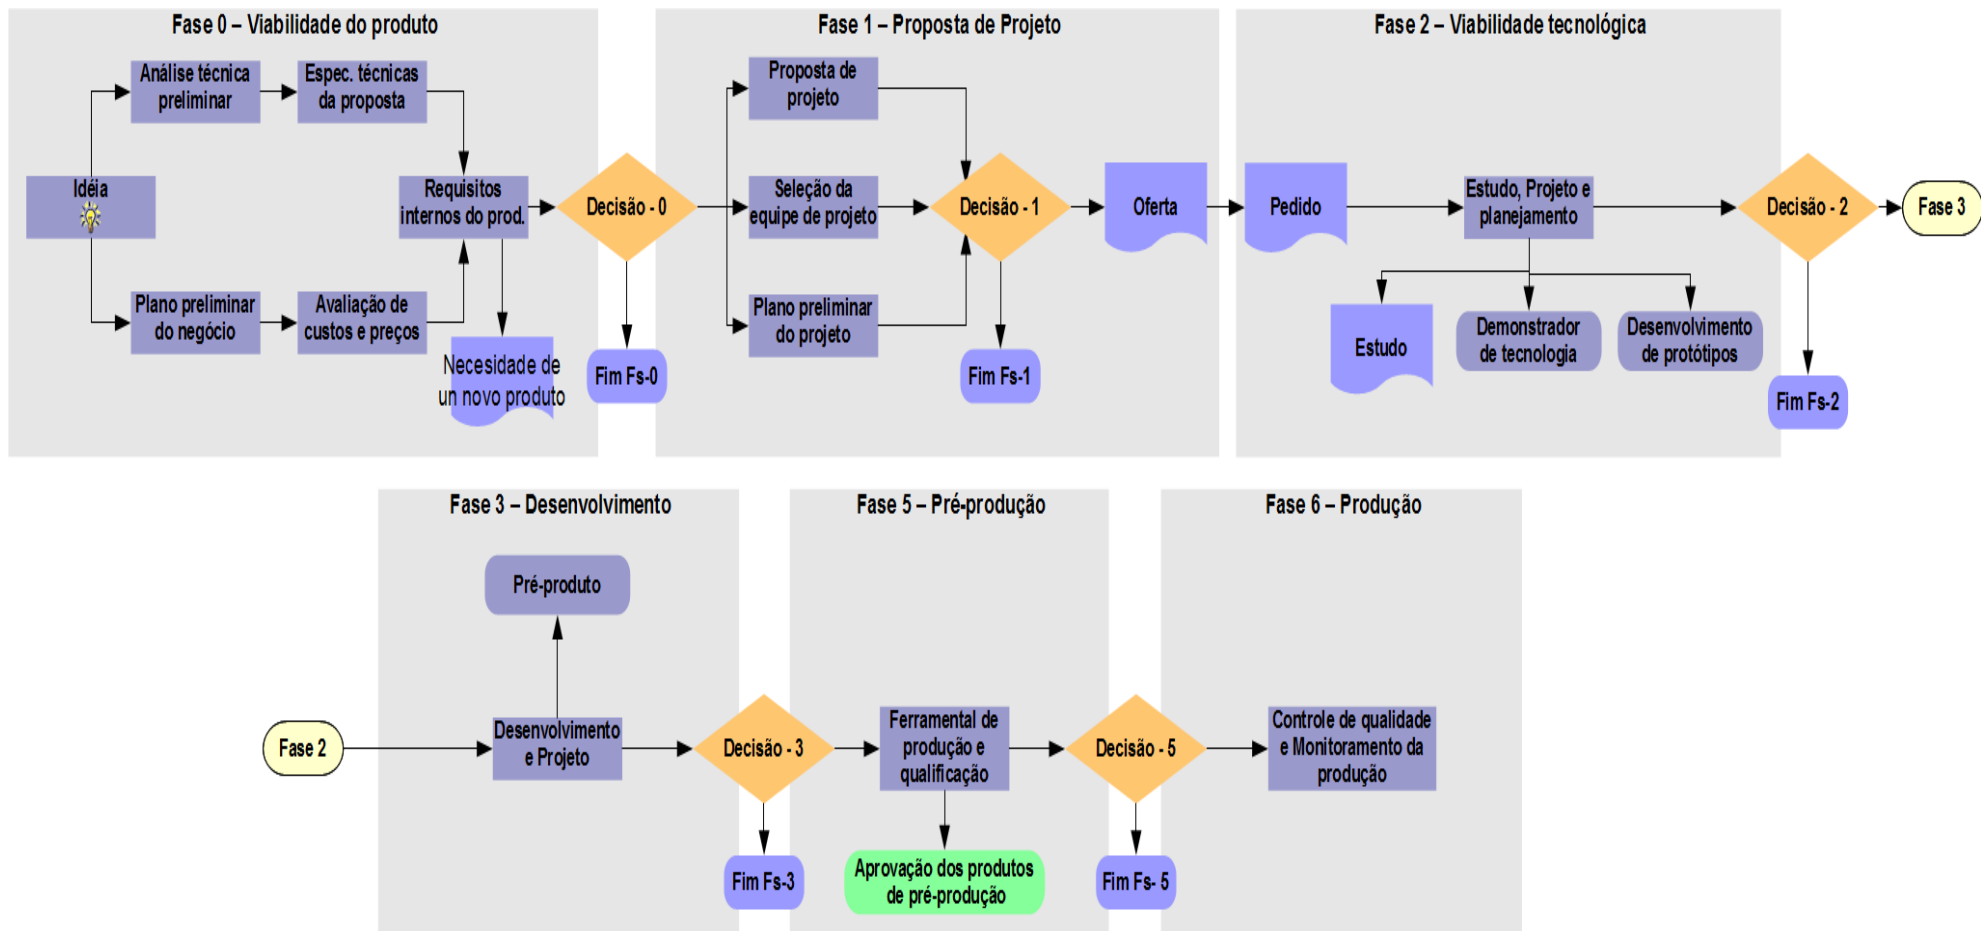 Fase 0 – Viabilidade do produto
Análise técnica
preliminar
Espec. técnicas
da proposta
Idéia
Requisitos
internos do prod.
Plano preliminar
do negócio
Avaliação de
custos e preços
Necesidade de
un novo produto
Decisão - 0
Fim Fs-0
Fase 1 – Proposta de Projeto
Proposta de
projeto
Seleção da
equipe de projeto
Plano preliminar
do projeto
Decisão - 1
Fim Fs-1
Oferta
Fase 2 – Viabilidade tecnológica
Pedido
Estudo, Projeto e
planejamento
Estudo
Demonstrador
de tecnologia
Desenvolvimento
de protótipos
Decisão - 2
Fim Fs-2
Fase 3
Fase 3 – Desenvolvimento
Pré-produto
Fase 2
Desenvolvimento
e Projeto
Decisão - 3
Fim Fs-3
Fase 5 – Pré-produção
Ferramental de
produção e
qualificação
Aprovação dos produtos
de pré-produção
Decisão - 5
Fim Fs- 5
Fase 6 – Produção
Controle de qualidade
e Monitoramento da
produção